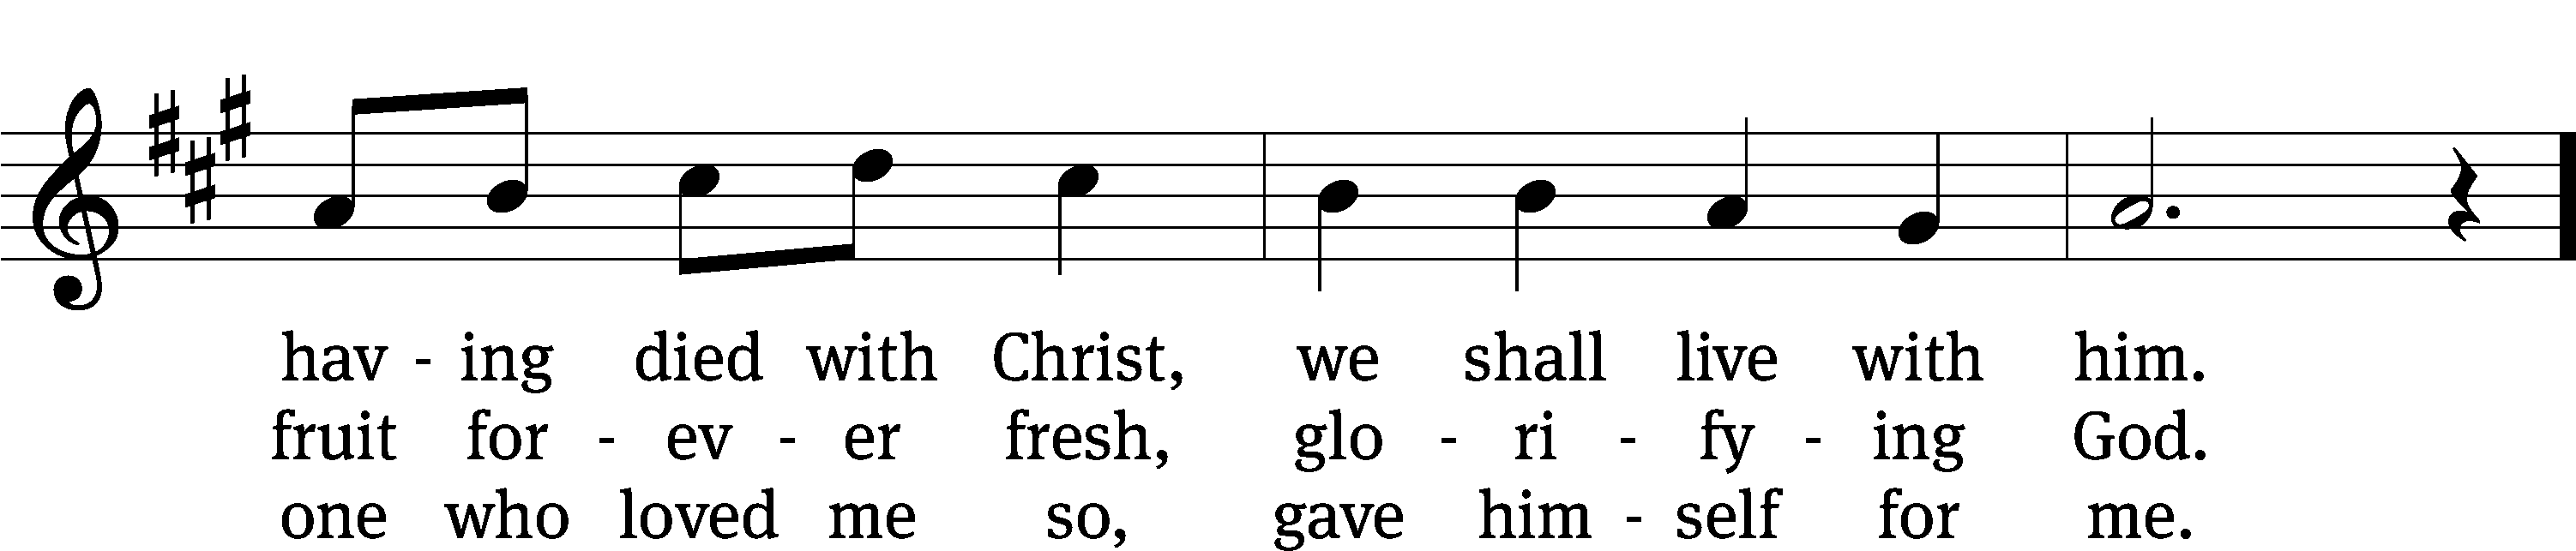 hav - ing died with Christ, we shall live with him.
fruit for - ev - er fresh, glo - ri - fy - ing God.
one who loved me so, gave him - self for me.